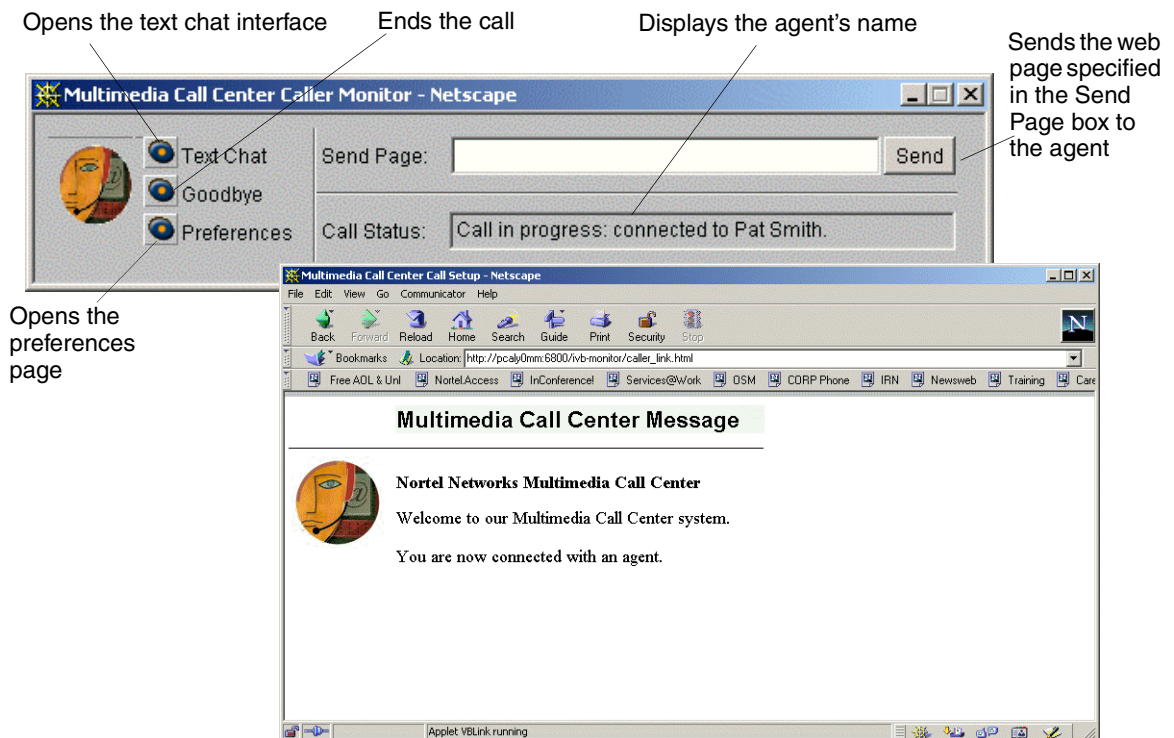 Opens the text chat interface
Ends the call
Displays the agent’s name
Sends the web
page specified
in the Send
Page box to
the agent
Multimedia Call Center Caller Monitor - Netscape
Text Chat
Send Page:
Send
Goodbye
Preferences
Call Status:
Call in progress: connected to Pat Smith.
Opens the
preferences
page
Multimedia Call Center Call Setup - Netscape
File Edit View Go Communicator Help
Back Forward Reload Home Search Guide Print Security Stop
N
Bookmarks Location: http://pcaly0mm:6800/ivb-monitor/caller_link.html
Free AOL & Unl Nortel.Access InConference! Services@Work OSM CORP Phone IRN Newsweb Training Care
Multimedia Call Center Message
@
Nortel Networks Multimedia Call Center
Welcome to our Multimedia Call Center system.
You are now connected with an agent.
Applet VBLink running